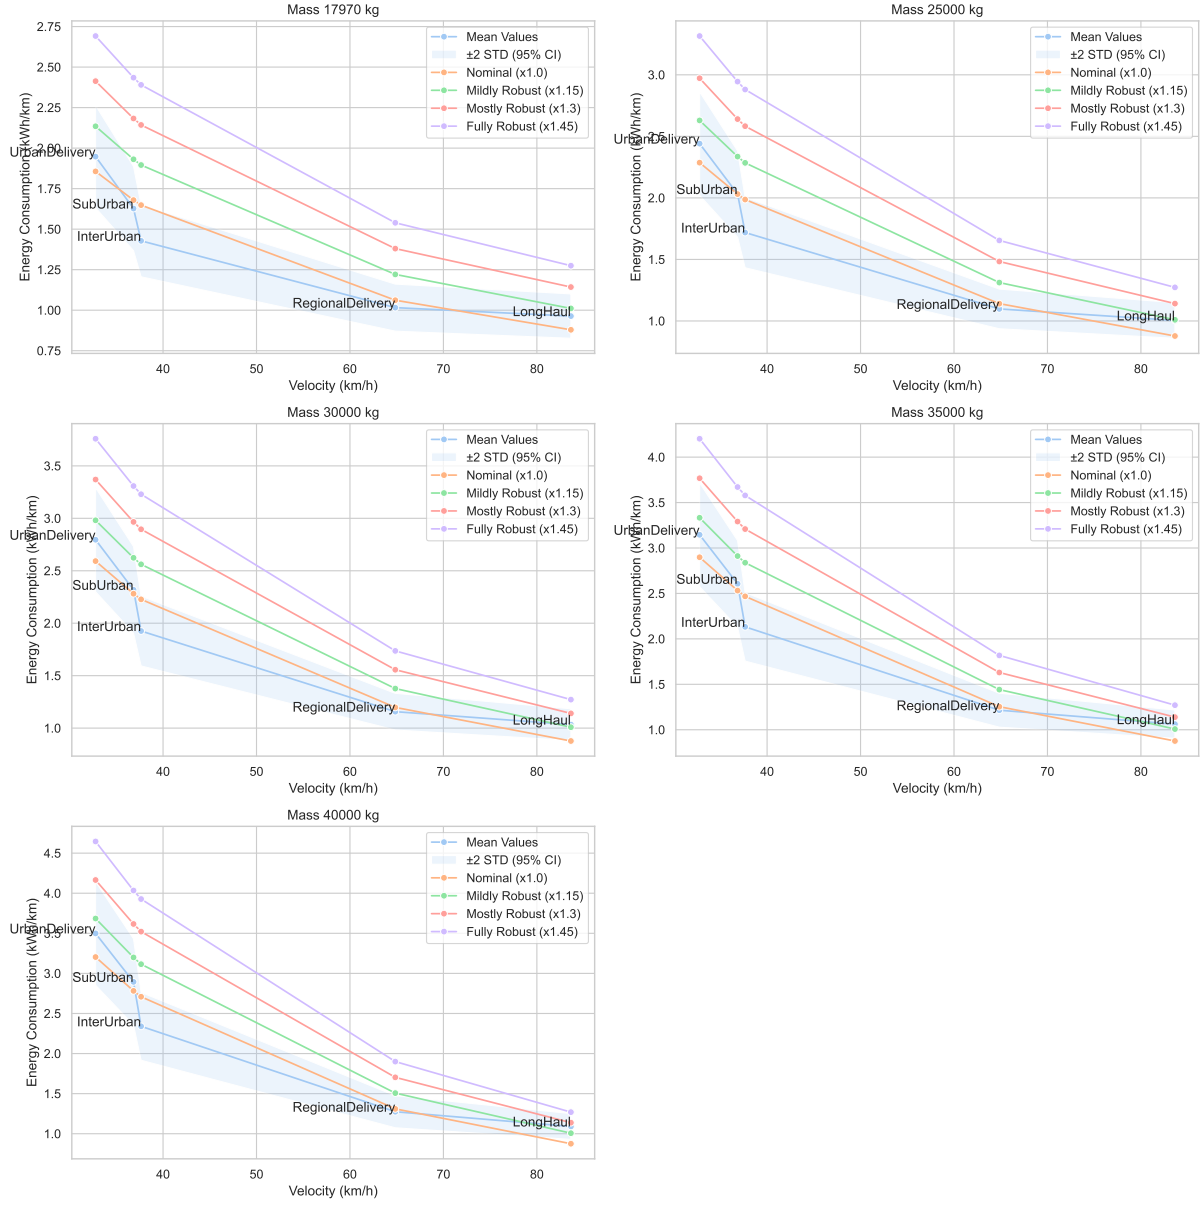 Mass 17970 kg
Energy Consumption (kWh/km)
2.75
2.50
2.25
2.00
1.75
1.50
1.25
1.00
0.75
Mean Values
±2 STD (95% CI)
Nominal (x1.0)
Mildly Robust (x1.15)
Mostly Robust (x1.3)
Fully Robust (x1.45)
UrbanDelivery
SubUrban
InterUrban
RegionalDelivery
LongHaul
40 50 60 70 80
Velocity (km/h)
Mass 25000 kg
Energy Consumption (kWh/km)
3.0
2.5
2.0
1.5
1.0
Mean Values
±2 STD (95% CI)
Nominal (x1.0)
Mildly Robust (x1.15)
Mostly Robust (x1.3)
Fully Robust (x1.45)
UrbanDelivery
SubUrban
InterUrban
RegionalDelivery
LongHaul
40 50 60 70 80
Velocity (km/h)
Mass 30000 kg
Energy Consumption (kWh/km)
3.5
3.0
2.5
2.0
1.5
1.0
Mean Values
±2 STD (95% CI)
Nominal (x1.0)
Mildly Robust (x1.15)
Mostly Robust (x1.3)
Fully Robust (x1.45)
UrbanDelivery
SubUrban
InterUrban
RegionalDelivery
LongHaul
40 50 60 70 80
Velocity (km/h)
Mass 35000 kg
Energy Consumption (kWh/km)
4.0
3.5
3.0
2.5
2.0
1.5
1.0
Mean Values
±2 STD (95% CI)
Nominal (x1.0)
Mildly Robust (x1.15)
Mostly Robust (x1.3)
Fully Robust (x1.45)
UrbanDelivery
SubUrban
InterUrban
RegionalDelivery
LongHaul
40 50 60 70 80
Velocity (km/h)
Mass 40000 kg
Energy Consumption (kWh/km)
4.5
4.0
3.5
3.0
2.5
2.0
1.5
1.0
Mean Values
±2 STD (95% CI)
Nominal (x1.0)
Mildly Robust (x1.15)
Mostly Robust (x1.3)
Fully Robust (x1.45)
UrbanDelivery
SubUrban
InterUrban
RegionalDelivery
LongHaul
40 50 60 70 80
Velocity (km/h)